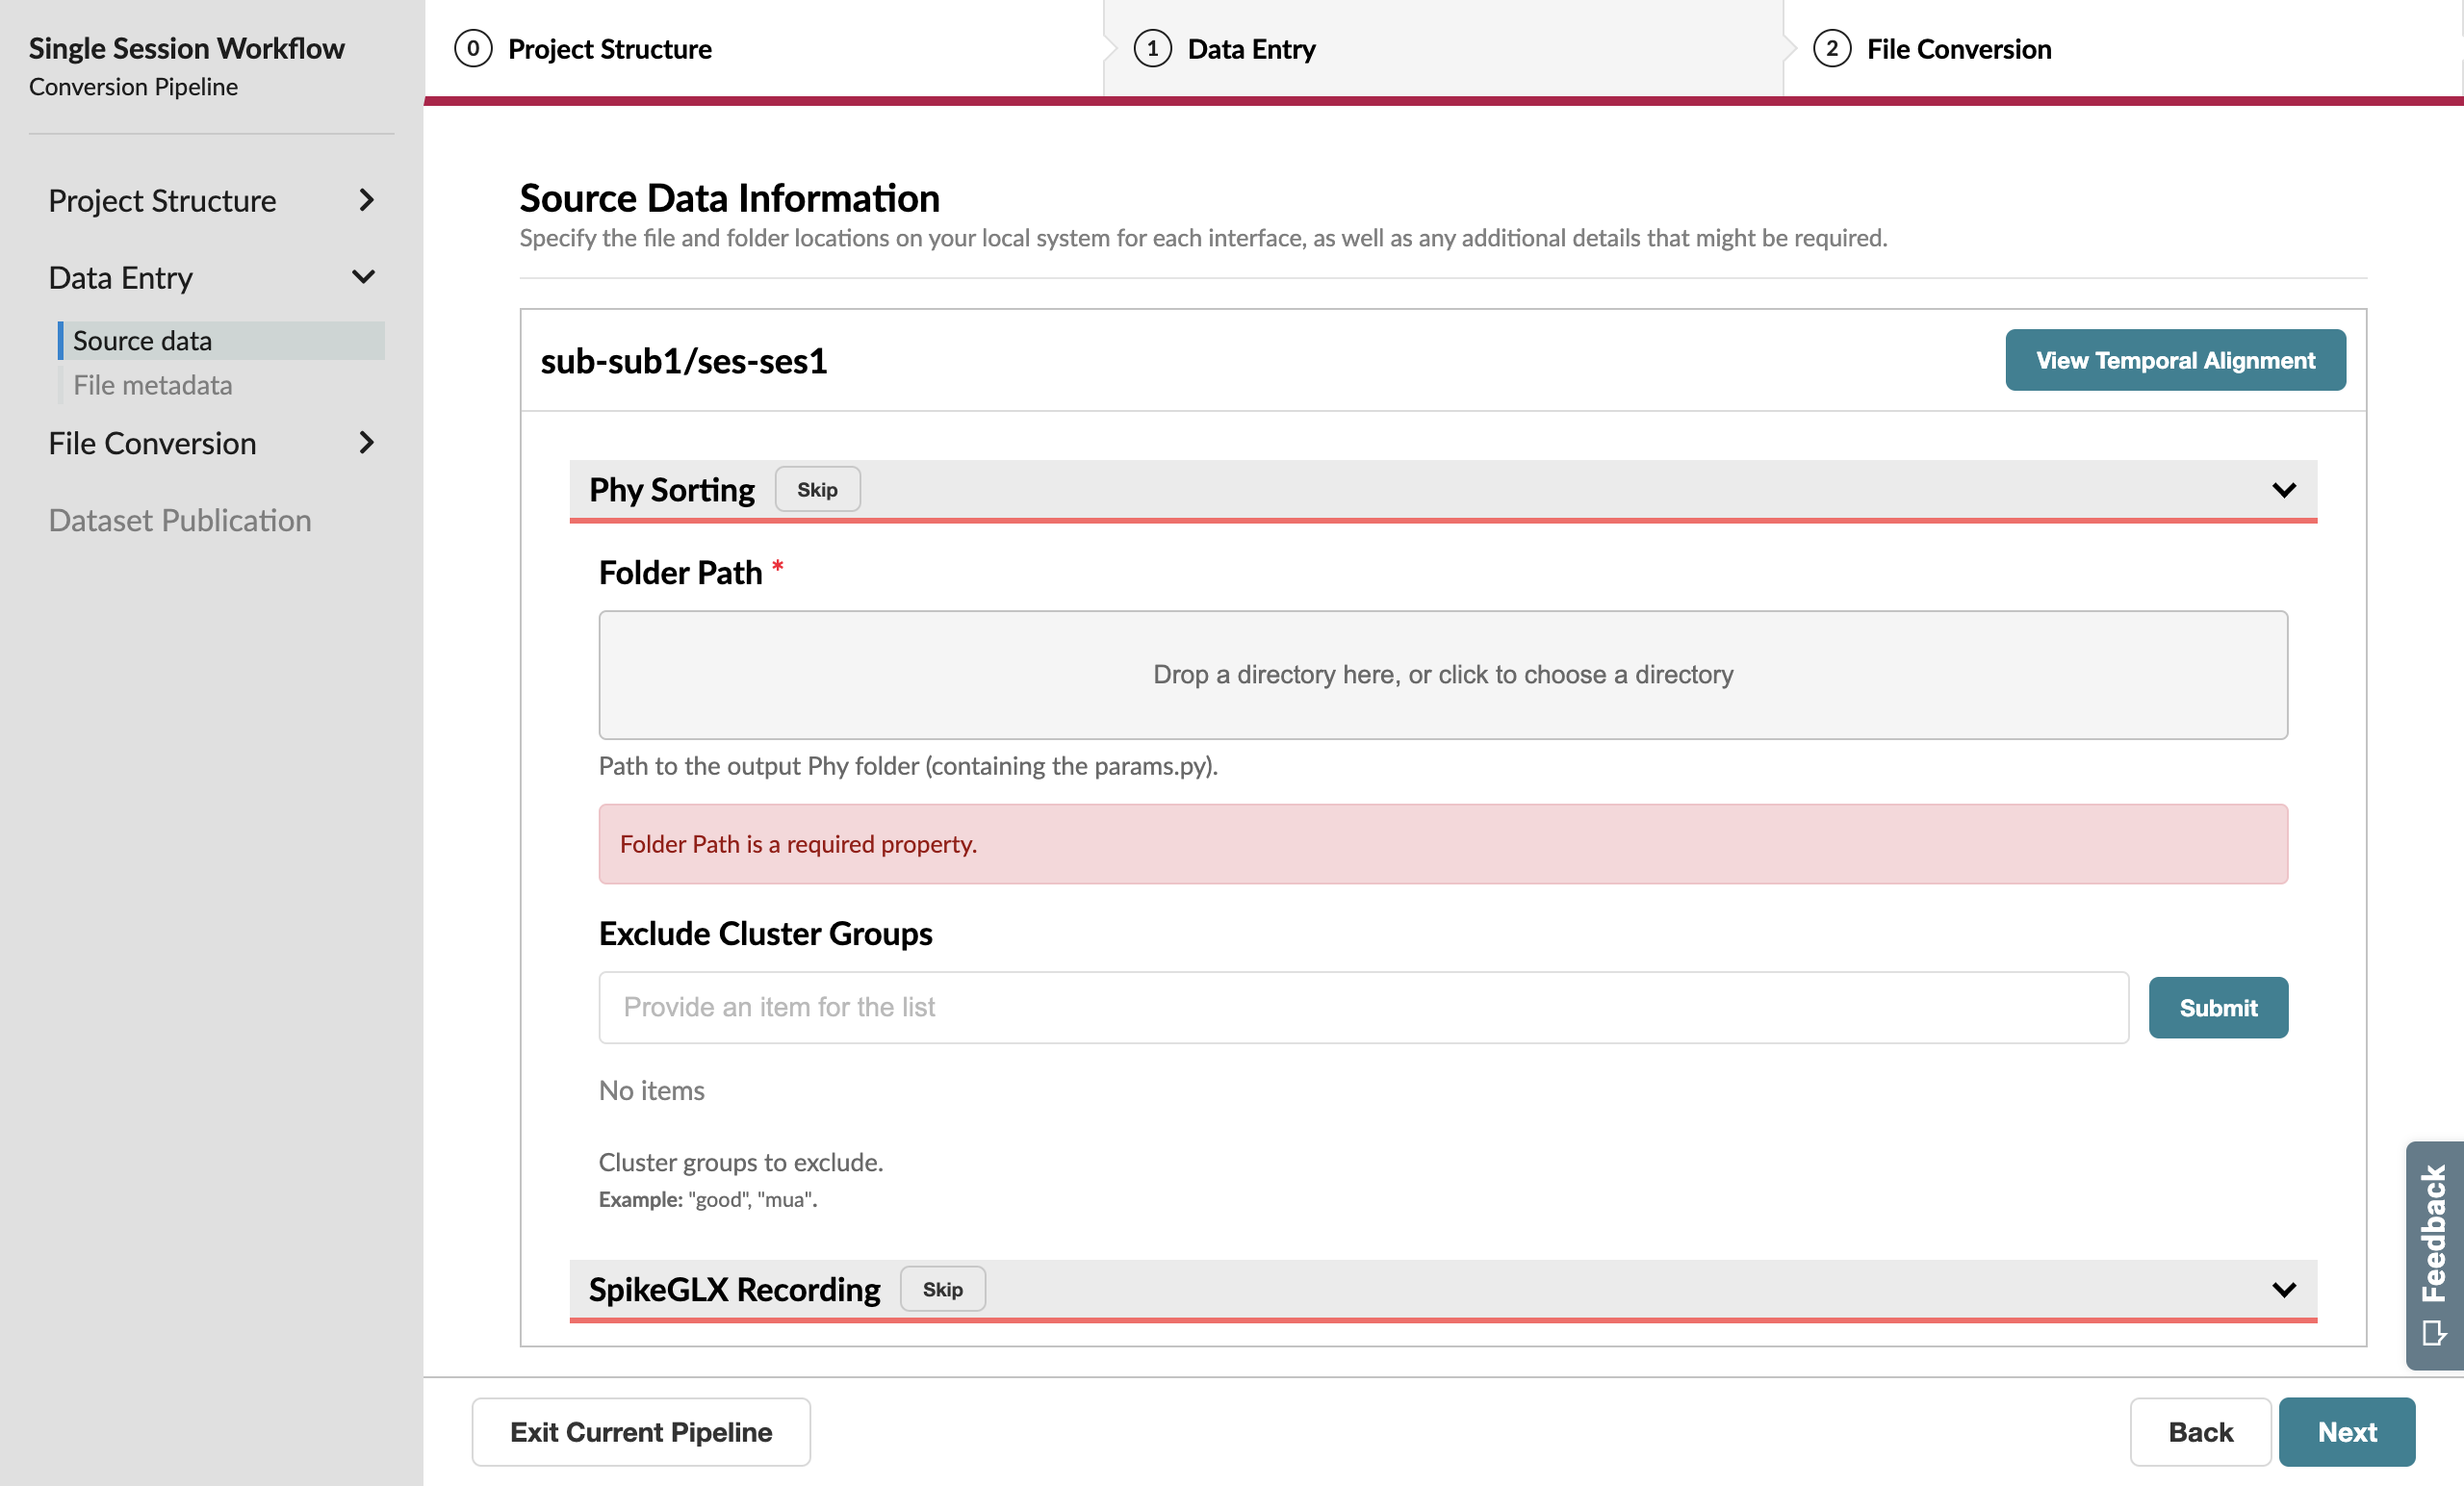 Single Session Workflow
Conversion Pipeline
Project Structure
Data Entry
Source data
File metadata
File Conversion
Dataset Publication
0 Project Structure
1 Data Entry
2 File Conversion
Source Data Information
Specify the file and folder locations on your local system for each interface, as well as any additional details that might be required.
sub-sub1/ses-ses1
View Temporal Alignment
Phy Sorting
Skip
Folder Path *
Drop a directory here, or click to choose a directory
Path to the output Phy folder (containing the params.py).
Folder Path is a required property.
Exclude Cluster Groups
Provide an item for the list
Submit
No items
Cluster groups to exclude.
Example: "good", "mua".
SpikeGLX Recording
Skip
Feedback
Exit Current Pipeline
Back
Next